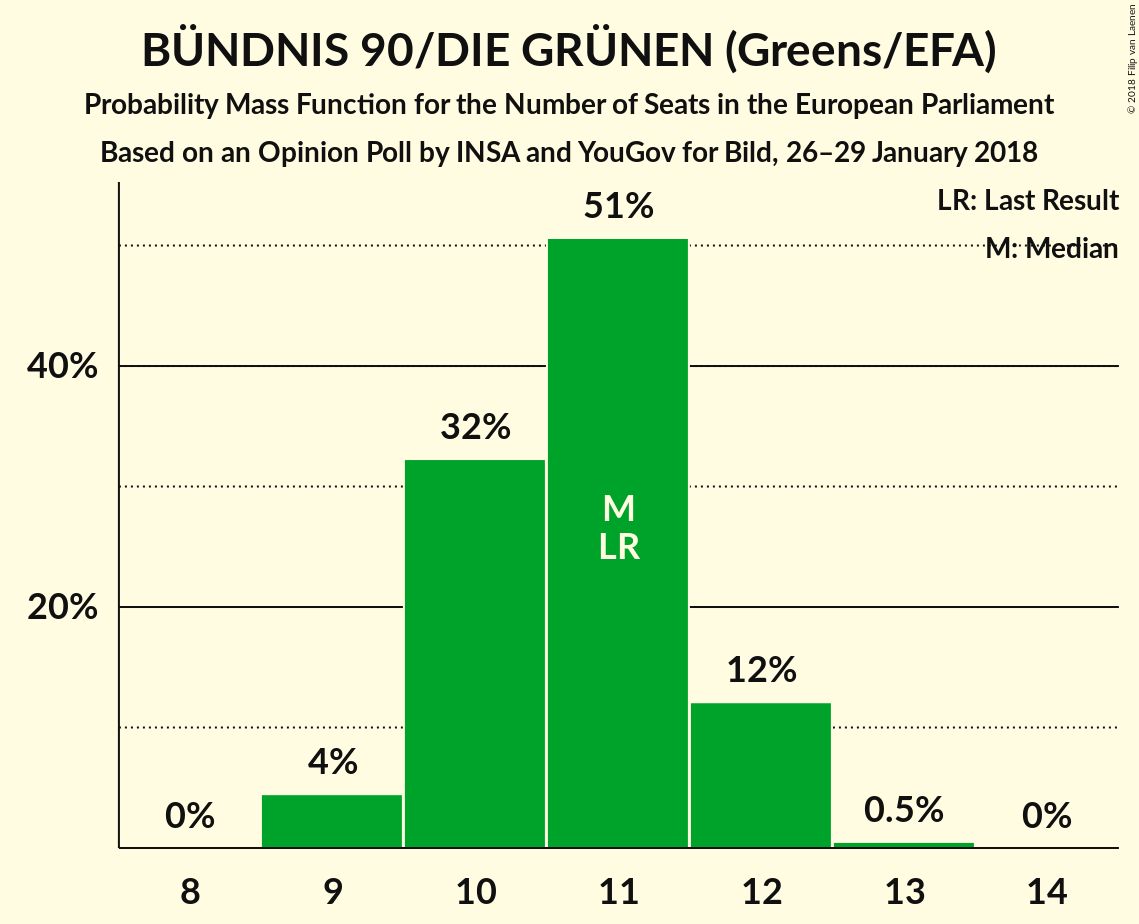 BÜNDNIS 90/DIE GRÜNEN (Greens/EFA)
Probability Mass Function for the Number of Seats in the European Parliament
Based on an Opinion Poll by INSA and YouGov for Bild, 26–29 January 2018
© 2018 Filip van Laenen
LR: Last Result
M: Median
40%
20%
0%
4%
32%
51%
M
LR
12%
0.5%
0%
8 9 10 11 12 13 14